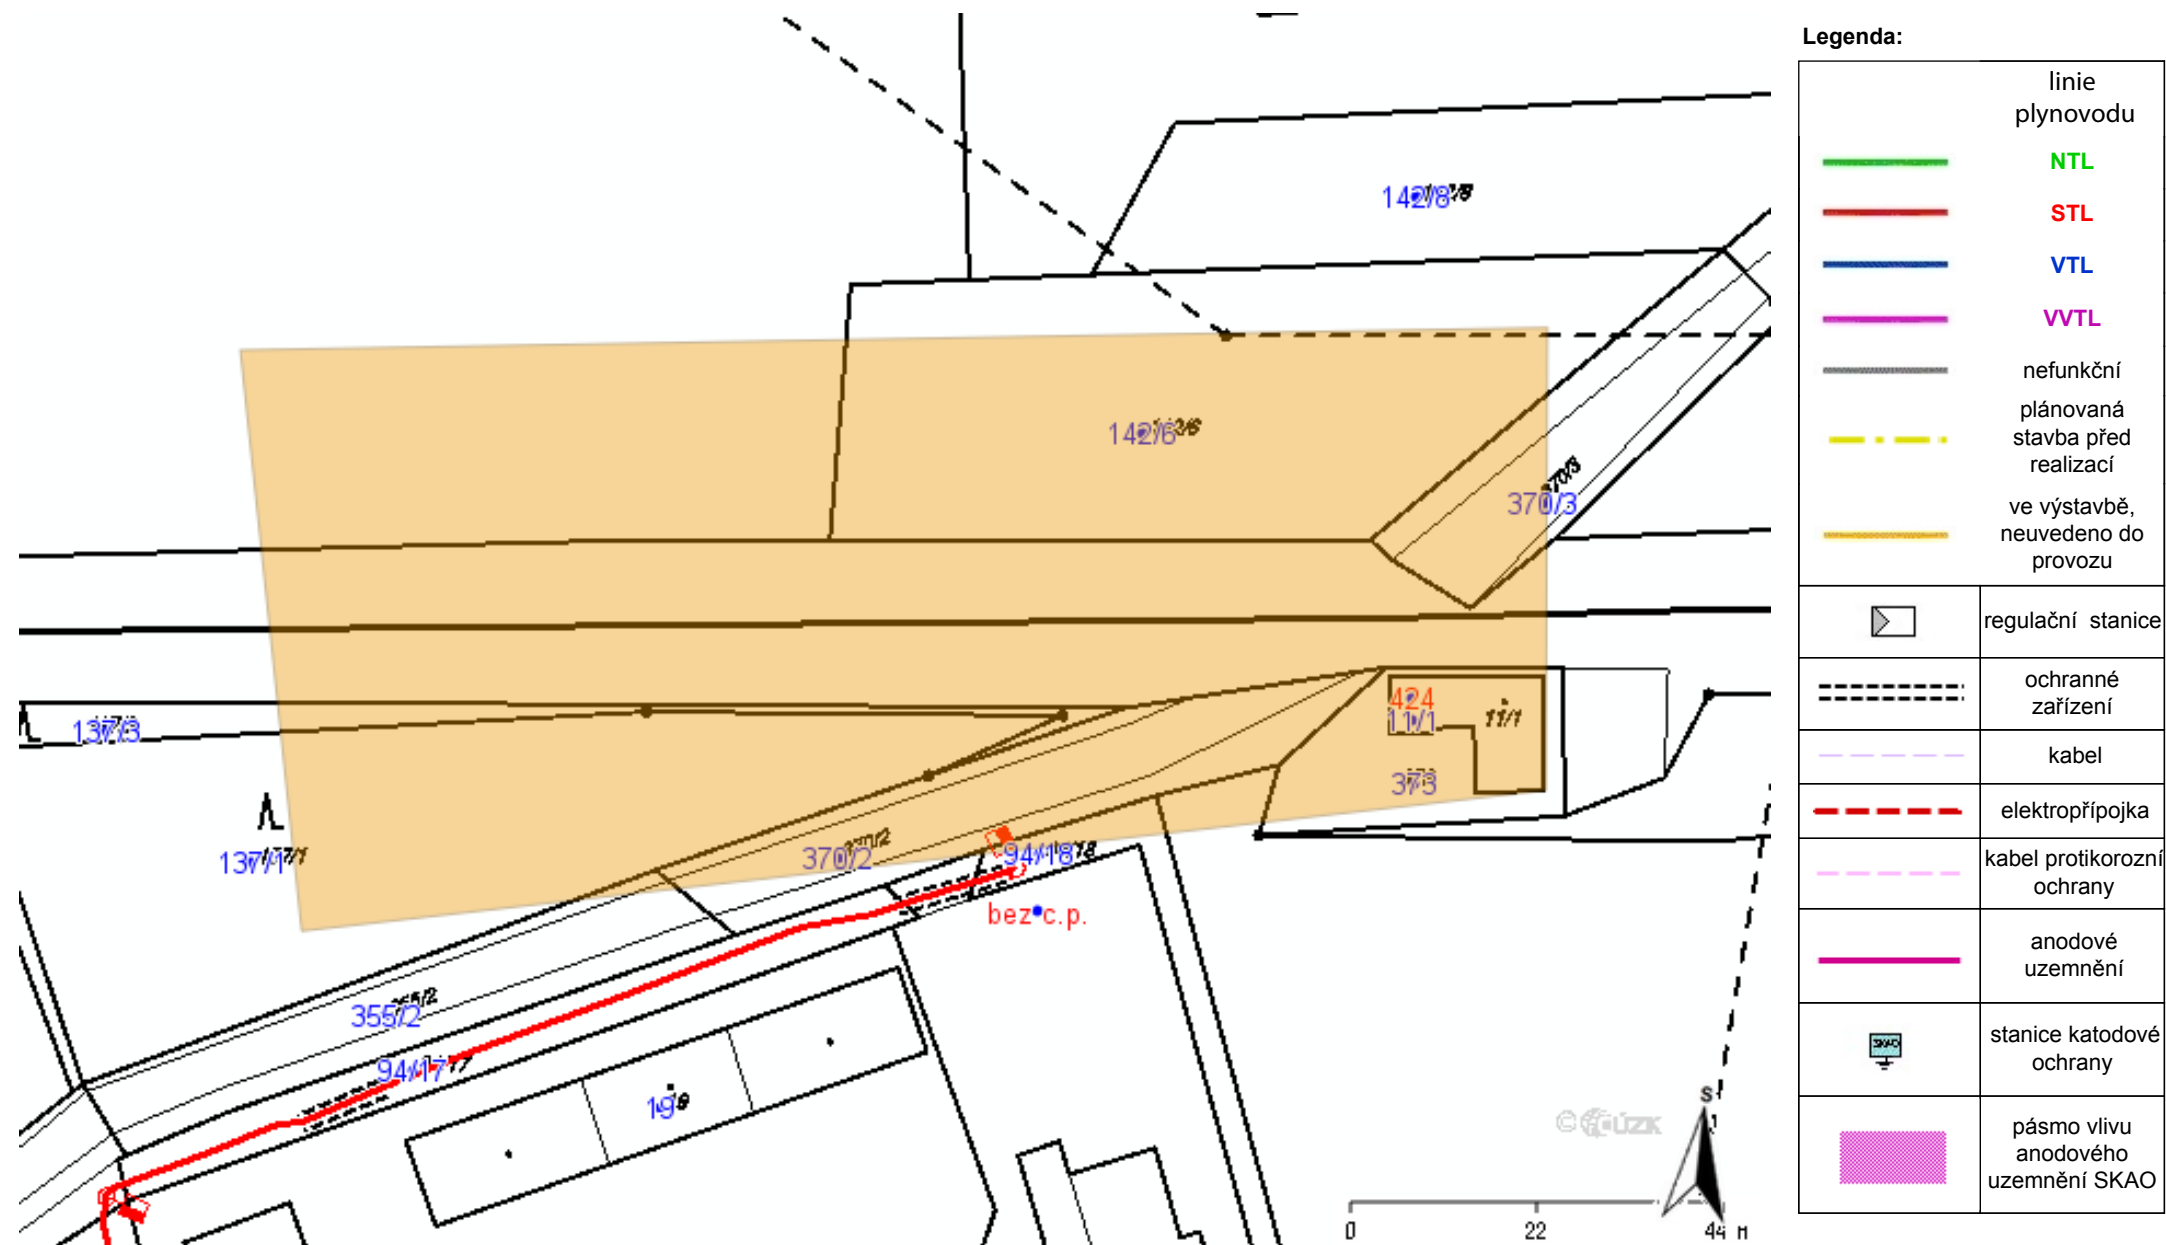 Legenda:
linie
plynovodu
NTL
STL
VTL
VVTL
nefunkční
plánovaná
stavba před
realizací
ve výstavbě,
neuvedeno do
provozu
regulační stanice
ochranné
zařízení
kabel
elektropřípojka
kabel protikorozní
ochrany
anodové
uzemnění
stanice katodové
ochrany
pásmo vlivu
anodového
uzemnění SKAO
142/8
142/6
370/3
137/3
424
11/1
11/1
373
137/1
370/2
94/18
bez c.p.
355/2
94/17
19
© ČÚZK
S
0
22
44 m